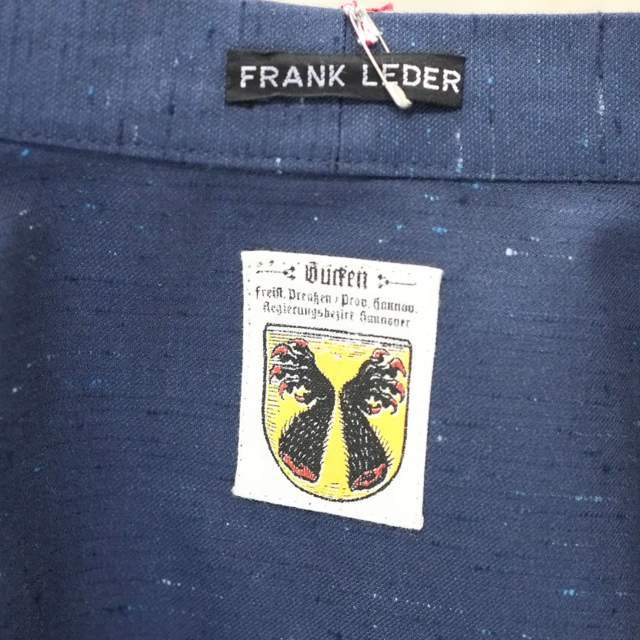 FRANK LEDER
Bücken
Freist. Preußen / Prov. Hannov.
Regierungsbezirk Hannover